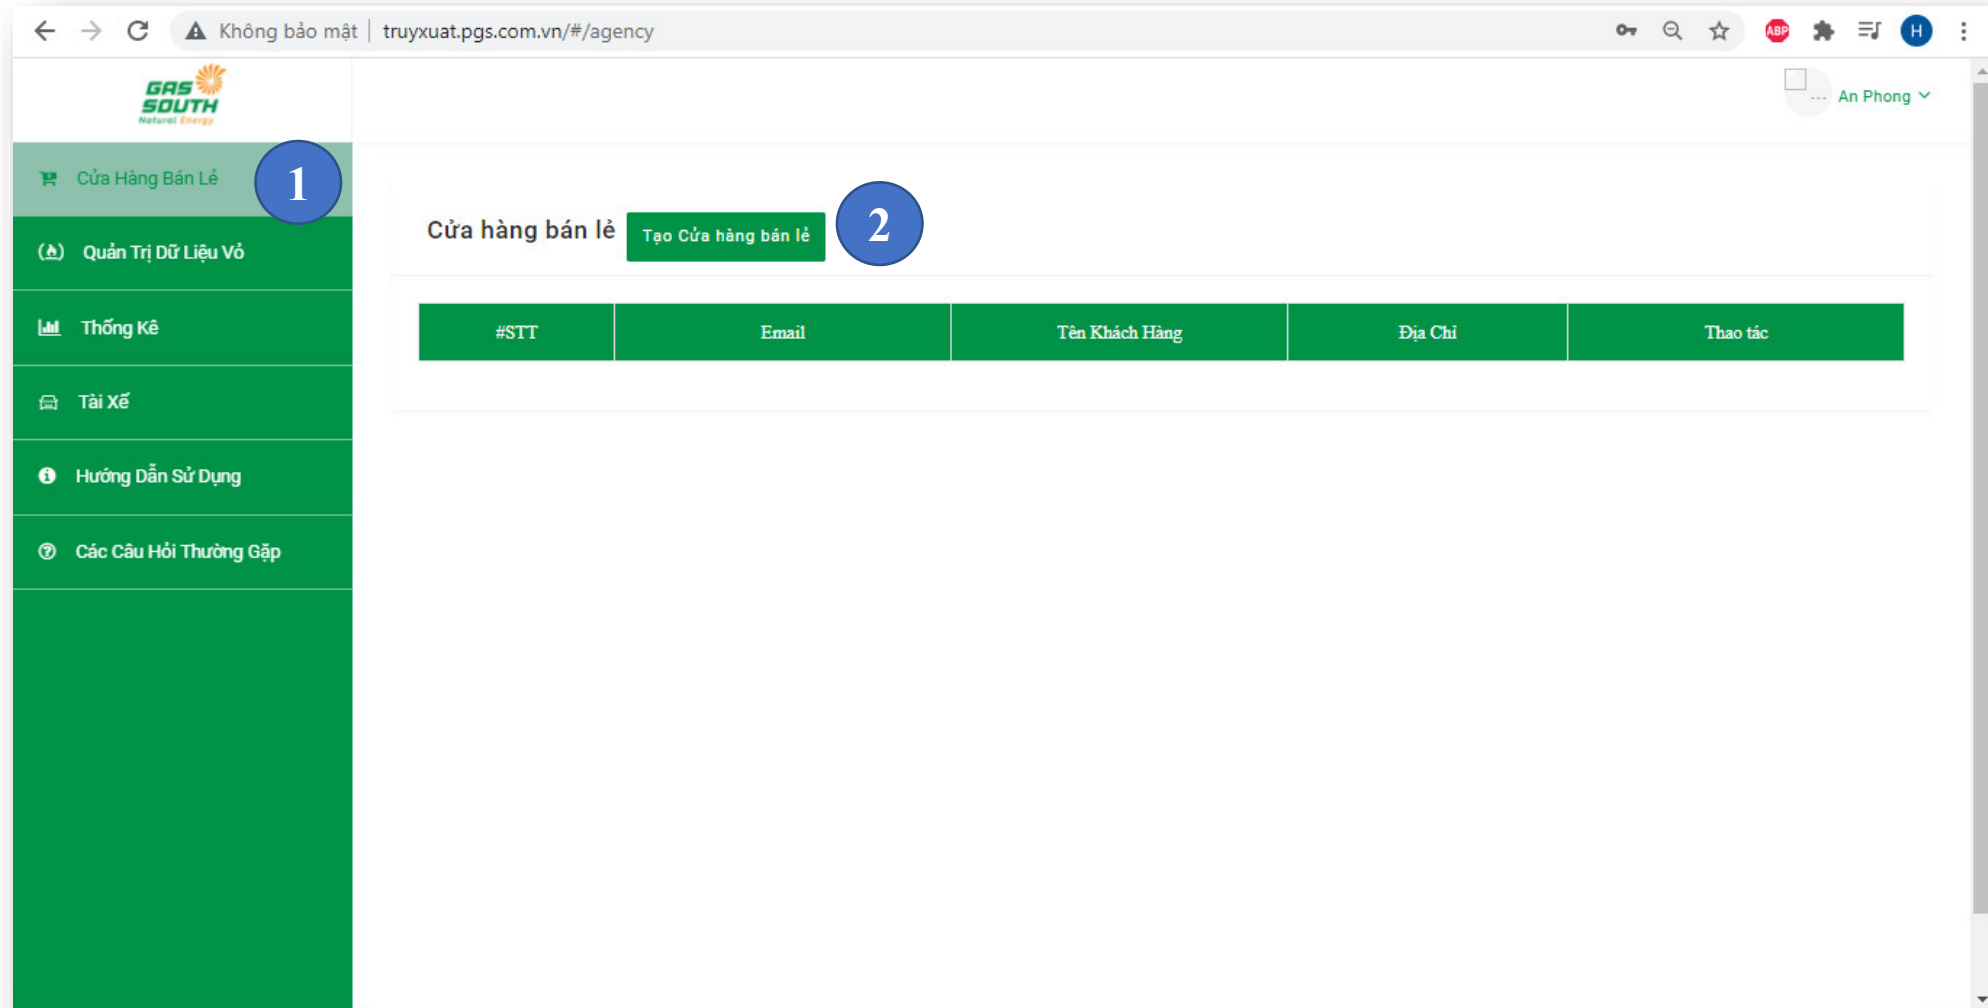 Không bảo mật | truyxuat.pgs.com.vn/#/agency
ABP
H
GAS
SOUTH
Natural Energy
... An Phong
Cửa Hàng Bán Lẻ
1
Quản Trị Dữ Liệu Vỏ
Thống Kê
Tài Xế
Hướng Dẫn Sử Dụng
Các Câu Hỏi Thường Gặp
Cửa hàng bán lẻ Tạo Cửa hàng bán lẻ
2
#STT Email Tên Khách Hàng Địa Chỉ Thao tác